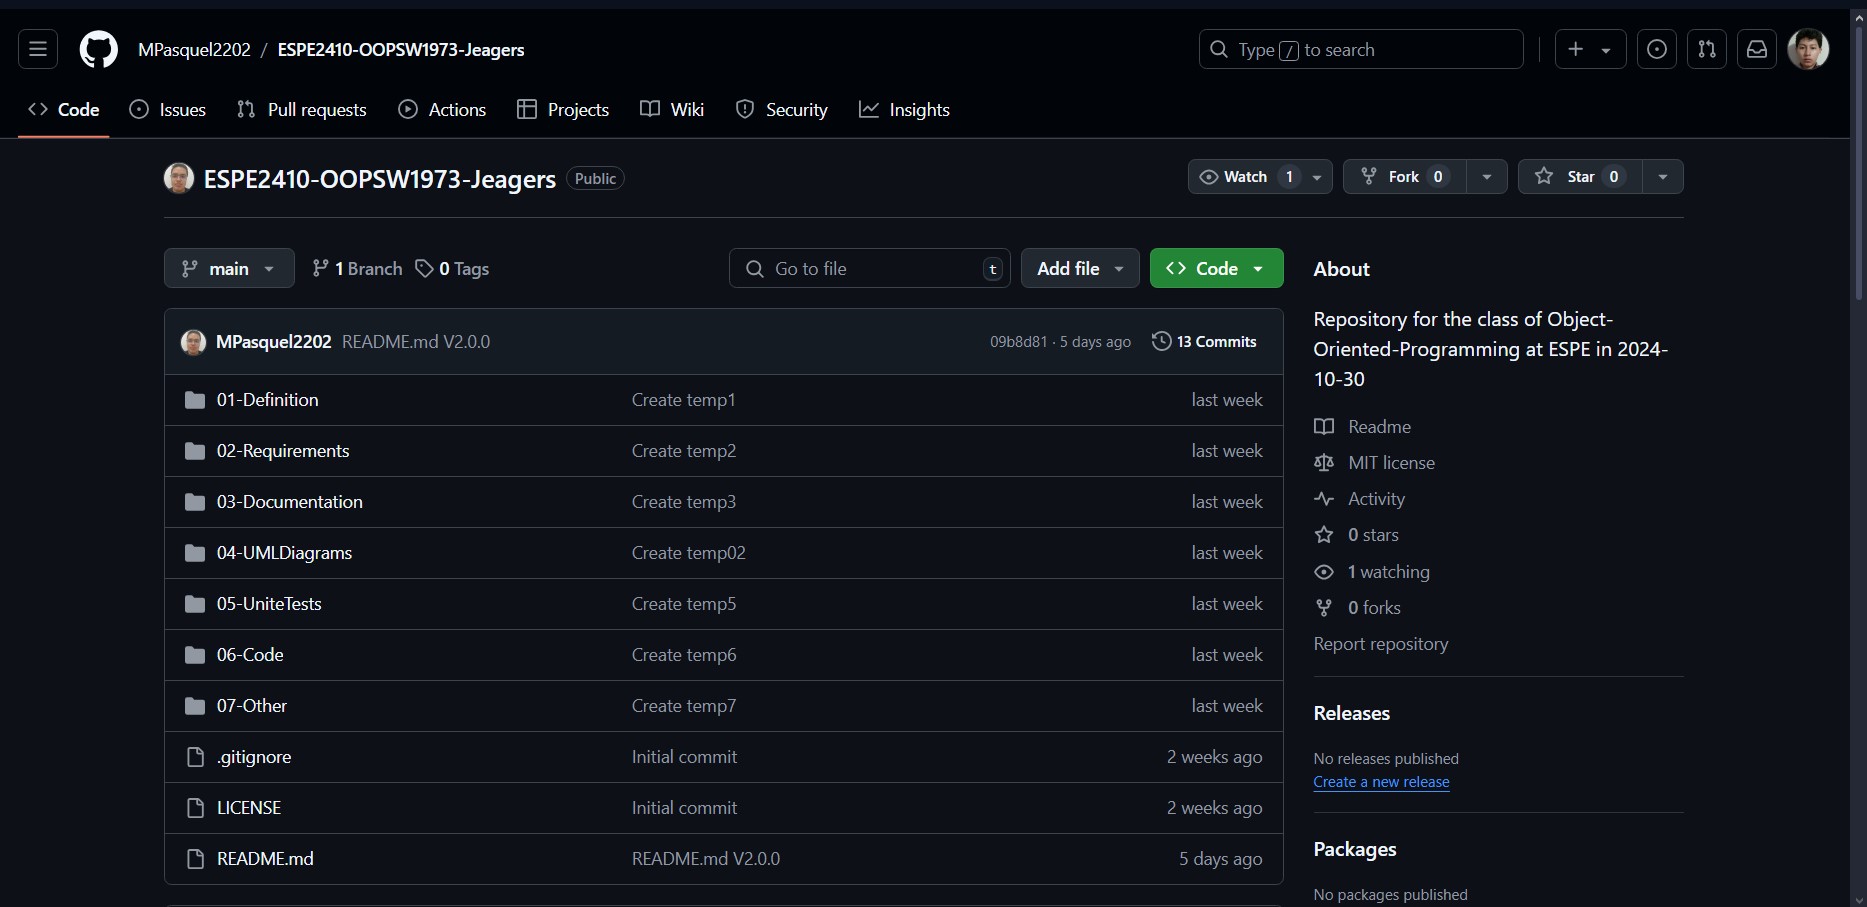 MPasquel2202 / ESPE2410-OOPSW1973-Jeagers
Type / to search
Code Issues Pull requests Actions Projects Wiki Security Insights
ESPE2410-OOPSW1973-Jeagers Public
Watch 1 Fork 0 Star 0
main 1 Branch 0 Tags Go to file t Add file Code
MPasquel2202 README.md V2.0.0 09b8d81 · 5 days ago 13 Commits
01-Definition Create temp1 last week
02-Requirements Create temp2 last week
03-Documentation Create temp3 last week
04-UMLDiagrams Create temp02 last week
05-UniteTests Create temp5 last week
06-Code Create temp6 last week
07-Other Create temp7 last week
.gitignore Initial commit 2 weeks ago
LICENSE Initial commit 2 weeks ago
README.md README.md V2.0.0 5 days ago
About
Repository for the class of Object-
Oriented-Programming at ESPE in 2024-
10-30
Readme
MIT license
Activity
0 stars
1 watching
0 forks
Report repository
Releases
No releases published
Create a new release
Packages
No packages published